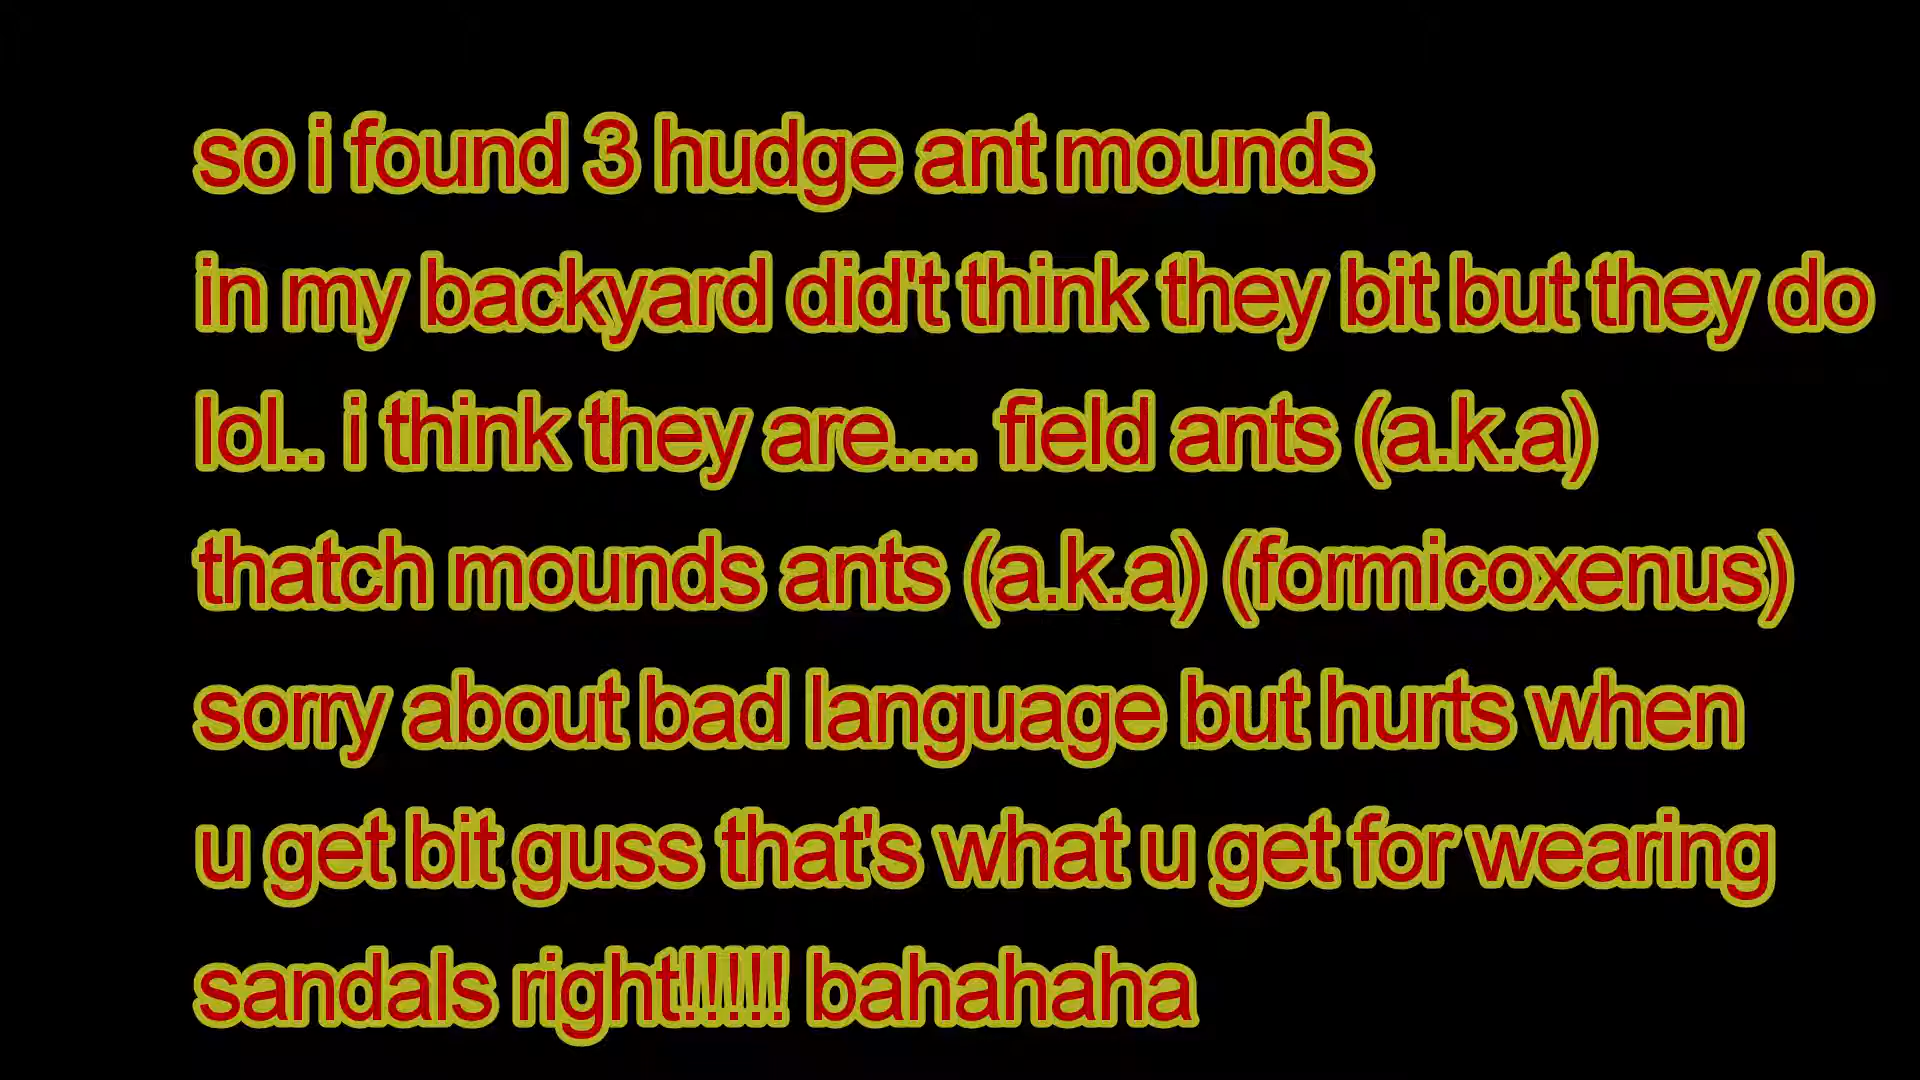 so i found 3 hudge ant mounds
in my backyard did't think they bit but they do
lol.. i think they are.... field ants (a.k.a)
thatch mounds ants (a.k.a) (formicoxenus)
sorry about bad language but hurts when
u get bit guss that's what u get for wearing
sandals right!!!!!! bahahaha